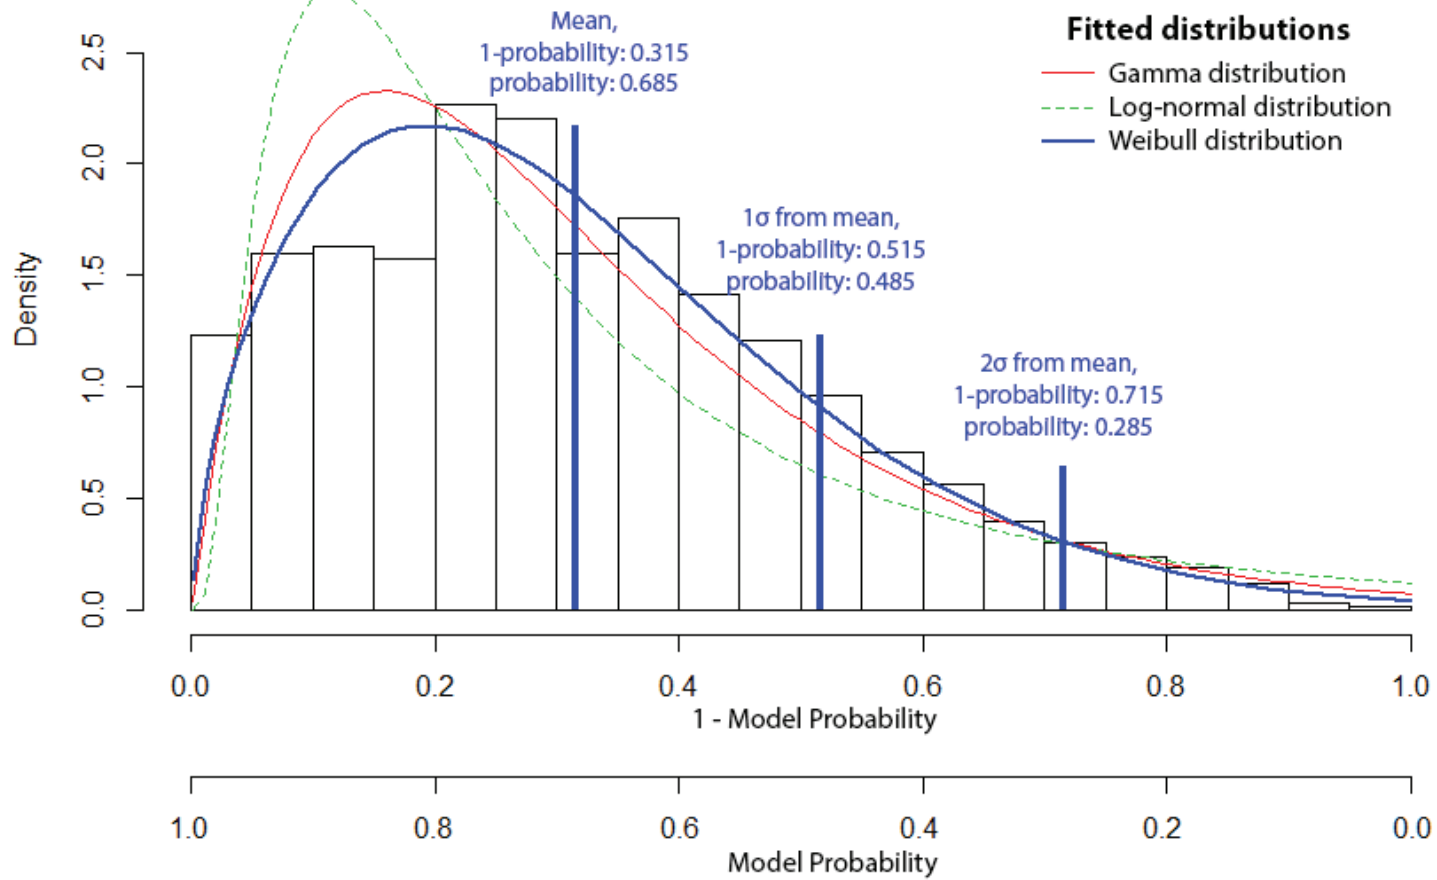 Mean,
1-probability: 0.315
probability: 0.685
Fitted distributions
Gamma distribution
Log-normal distribution
Weibull distribution
1σ from mean,
1-probability: 0.515
probability: 0.485
2σ from mean,
1-probability: 0.715
probability: 0.285
Density
2.5
2.0
1.5
1.0
0.5
0.0
0.0 0.2 0.4 0.6 0.8 1.0
1 - Model Probability
1.0 0.8 0.6 0.4 0.2 0.0
Model Probability